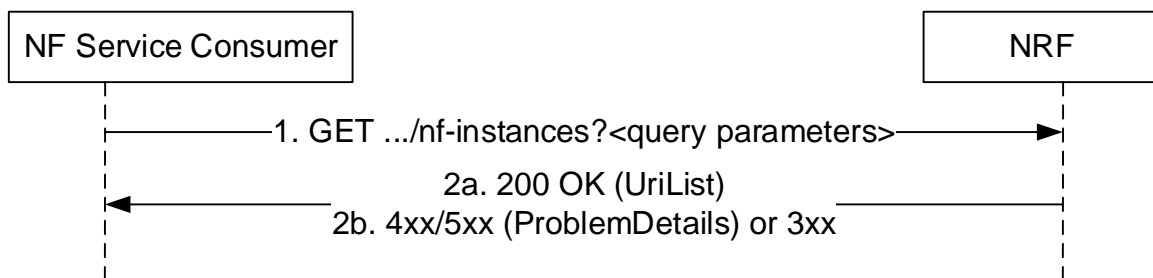 NF Service Consumer
NRF
1. GET .../nf-instances?<query parameters>
2a. 200 OK (UriList)
2b. 4xx/5xx (ProblemDetails) or 3xx